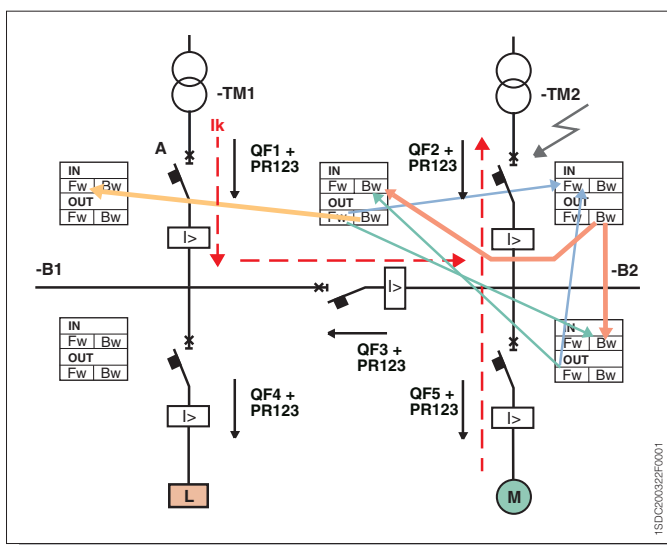 -TM1
-TM2
A
Ik
QF1 +
PR123
QF2 +
PR123
IN
Fw Bw
OUT
Fw Bw
IN
Fw Bw
OUT
Fw Bw
IN
Fw Bw
OUT
Fw Bw
I>
I>
-B1
-B2
I>
IN
Fw Bw
OUT
Fw Bw
QF3 +
PR123
IN
Fw Bw
OUT
Fw Bw
QF4 +
PR123
QF5 +
PR123
I>
I>
L
M
1SDC200322F0001